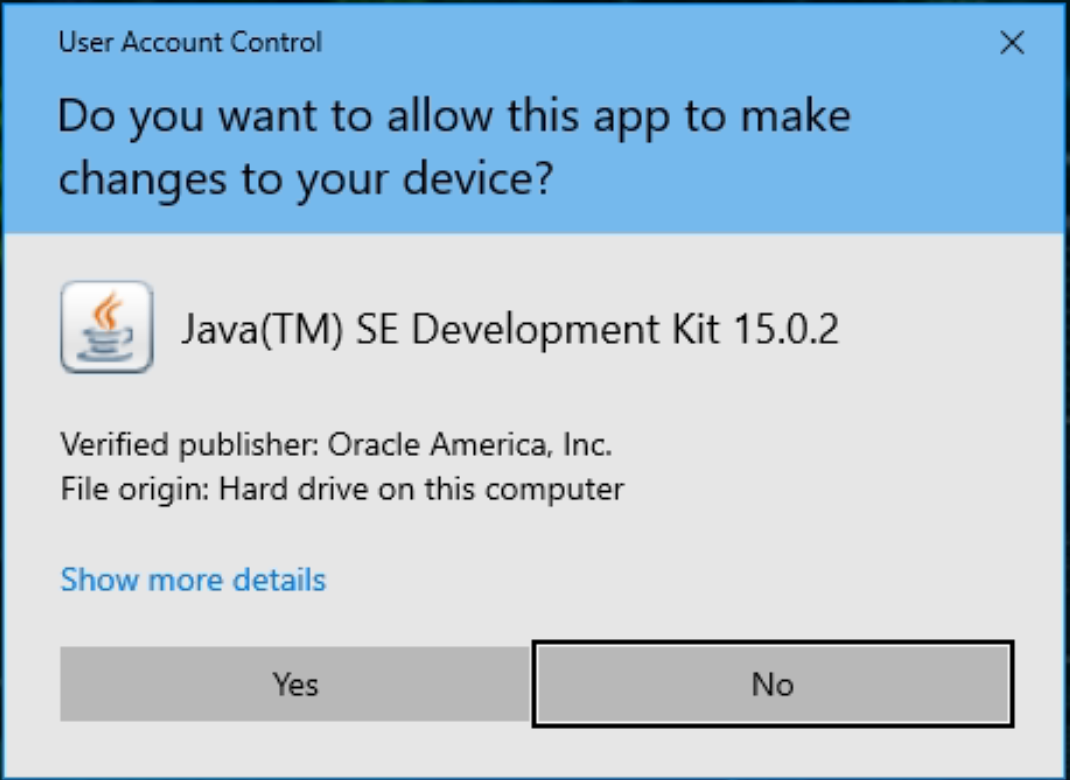 User Account Control
Do you want to allow this app to make
changes to your device?
Java(TM) SE Development Kit 15.0.2
Verified publisher: Oracle America, Inc.
File origin: Hard drive on this computer
Show more details
Yes
No